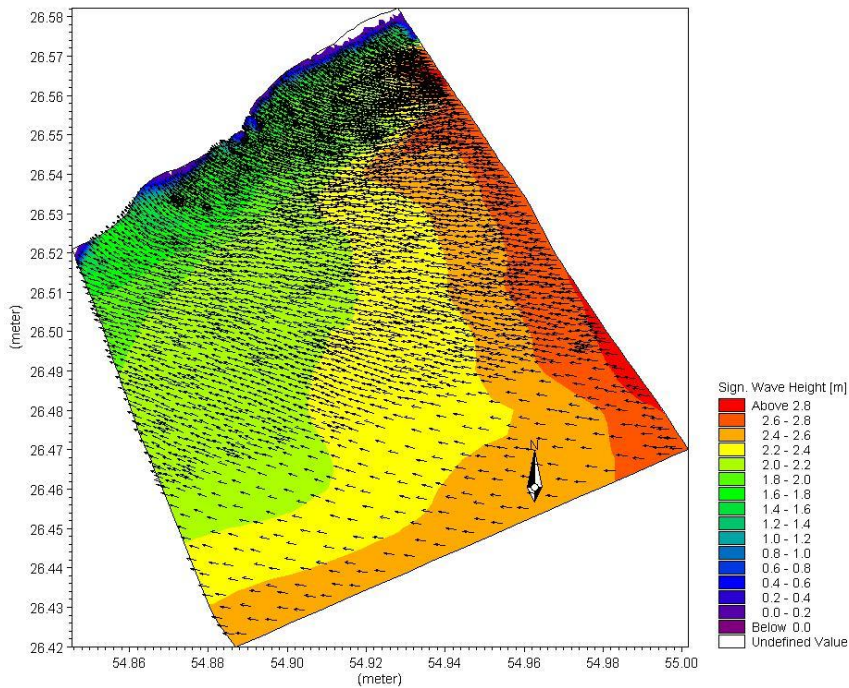 26.58
26.57
26.56
26.55
26.54
26.53
26.52
26.51
26.50
26.49
26.48
26.47
26.46
26.45
26.44
26.43
26.42
(meter)
N
54.86 54.88 54.90 54.92 54.94 54.96 54.98 55.00
(meter)
Sign. Wave Height [m]
Above 2.8
2.6 - 2.8
2.4 - 2.6
2.2 - 2.4
2.0 - 2.2
1.8 - 2.0
1.6 - 1.8
1.4 - 1.6
1.2 - 1.4
1.0 - 1.2
0.8 - 1.0
0.6 - 0.8
0.4 - 0.6
0.2 - 0.4
0.0 - 0.2
Below 0.0
Undefined Value